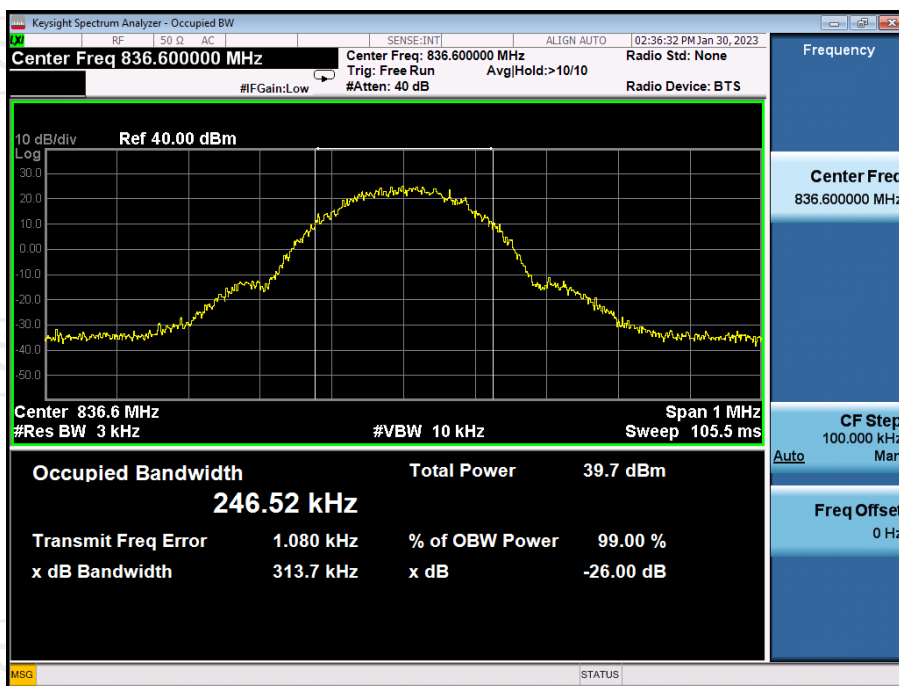 Keysight Spectrum Analyzer - Occupied BW
LXI RF 50 Ω AC SENSE:INT ALIGN AUTO 02:36:32 PM Jan 30, 2023
Center Freq 836.600000 MHz Center Freq: 836.600000 MHz Radio Std: None
Trig: Free Run Avg|Hold:>10/10
#IFGain:Low #Atten: 40 dB Radio Device: BTS
10 dB/div Ref 40.00 dBm
Log
30.0
20.0
10.0
0.00
-10.0
-20.0
-30.0
-40.0
-50.0
Center 836.6 MHz Span 1 MHz
#Res BW 3 kHz #VBW 10 kHz Sweep 105.5 ms
Occupied Bandwidth Total Power 39.7 dBm
246.52 kHz
Transmit Freq Error 1.080 kHz % of OBW Power 99.00 %
x dB Bandwidth 313.7 kHz x dB -26.00 dB
MSG STATUS
Frequency
Center Freq
836.600000 MHz
CF Step
100.000 kHz
Auto Man
Freq Offset
0 Hz